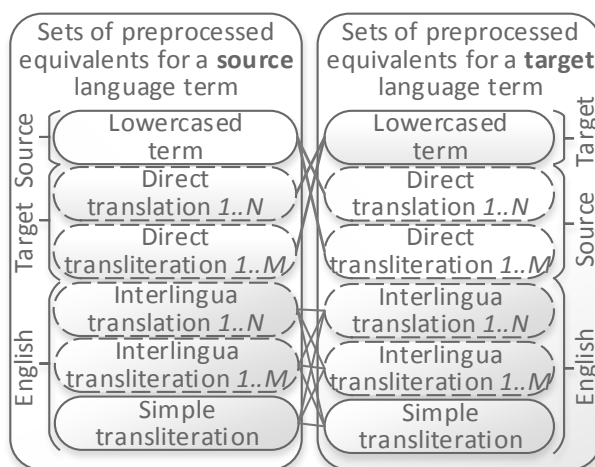 Sets of preprocessed
equivalents for a source
language term
Source
Lowercased
term
Target
Direct
translation 1..N
Direct
transliteration 1..M
English
Interlingua
translation 1..N
Interlingua
transliteration 1..M
Simple
transliteration
Sets of preprocessed
equivalents for a target
language term
Lowercased
term
Target
Direct
translation 1..N
Direct
transliteration 1..M
Source
Interlingua
translation 1..N
Interlingua
transliteration 1..M
Simple
transliteration
English